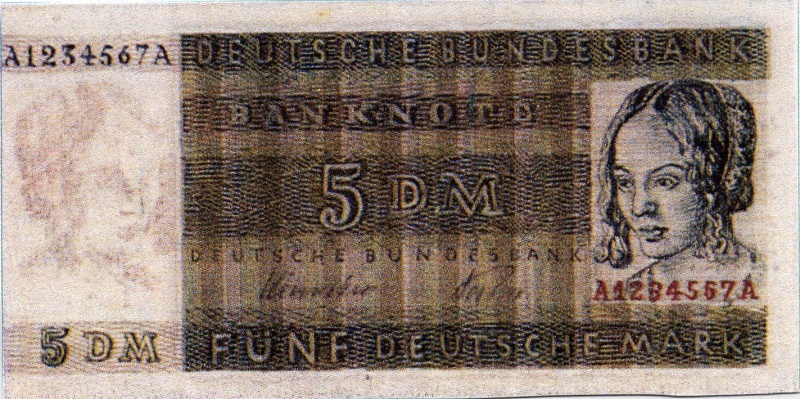 DEUTSCHE BUNDESBANK
A1234567A
BANKNOTE
5 DM
DEUTSCHE BUNDESBANK
A1234567A
5 DM
FÜNF DEUTSCHE MARK